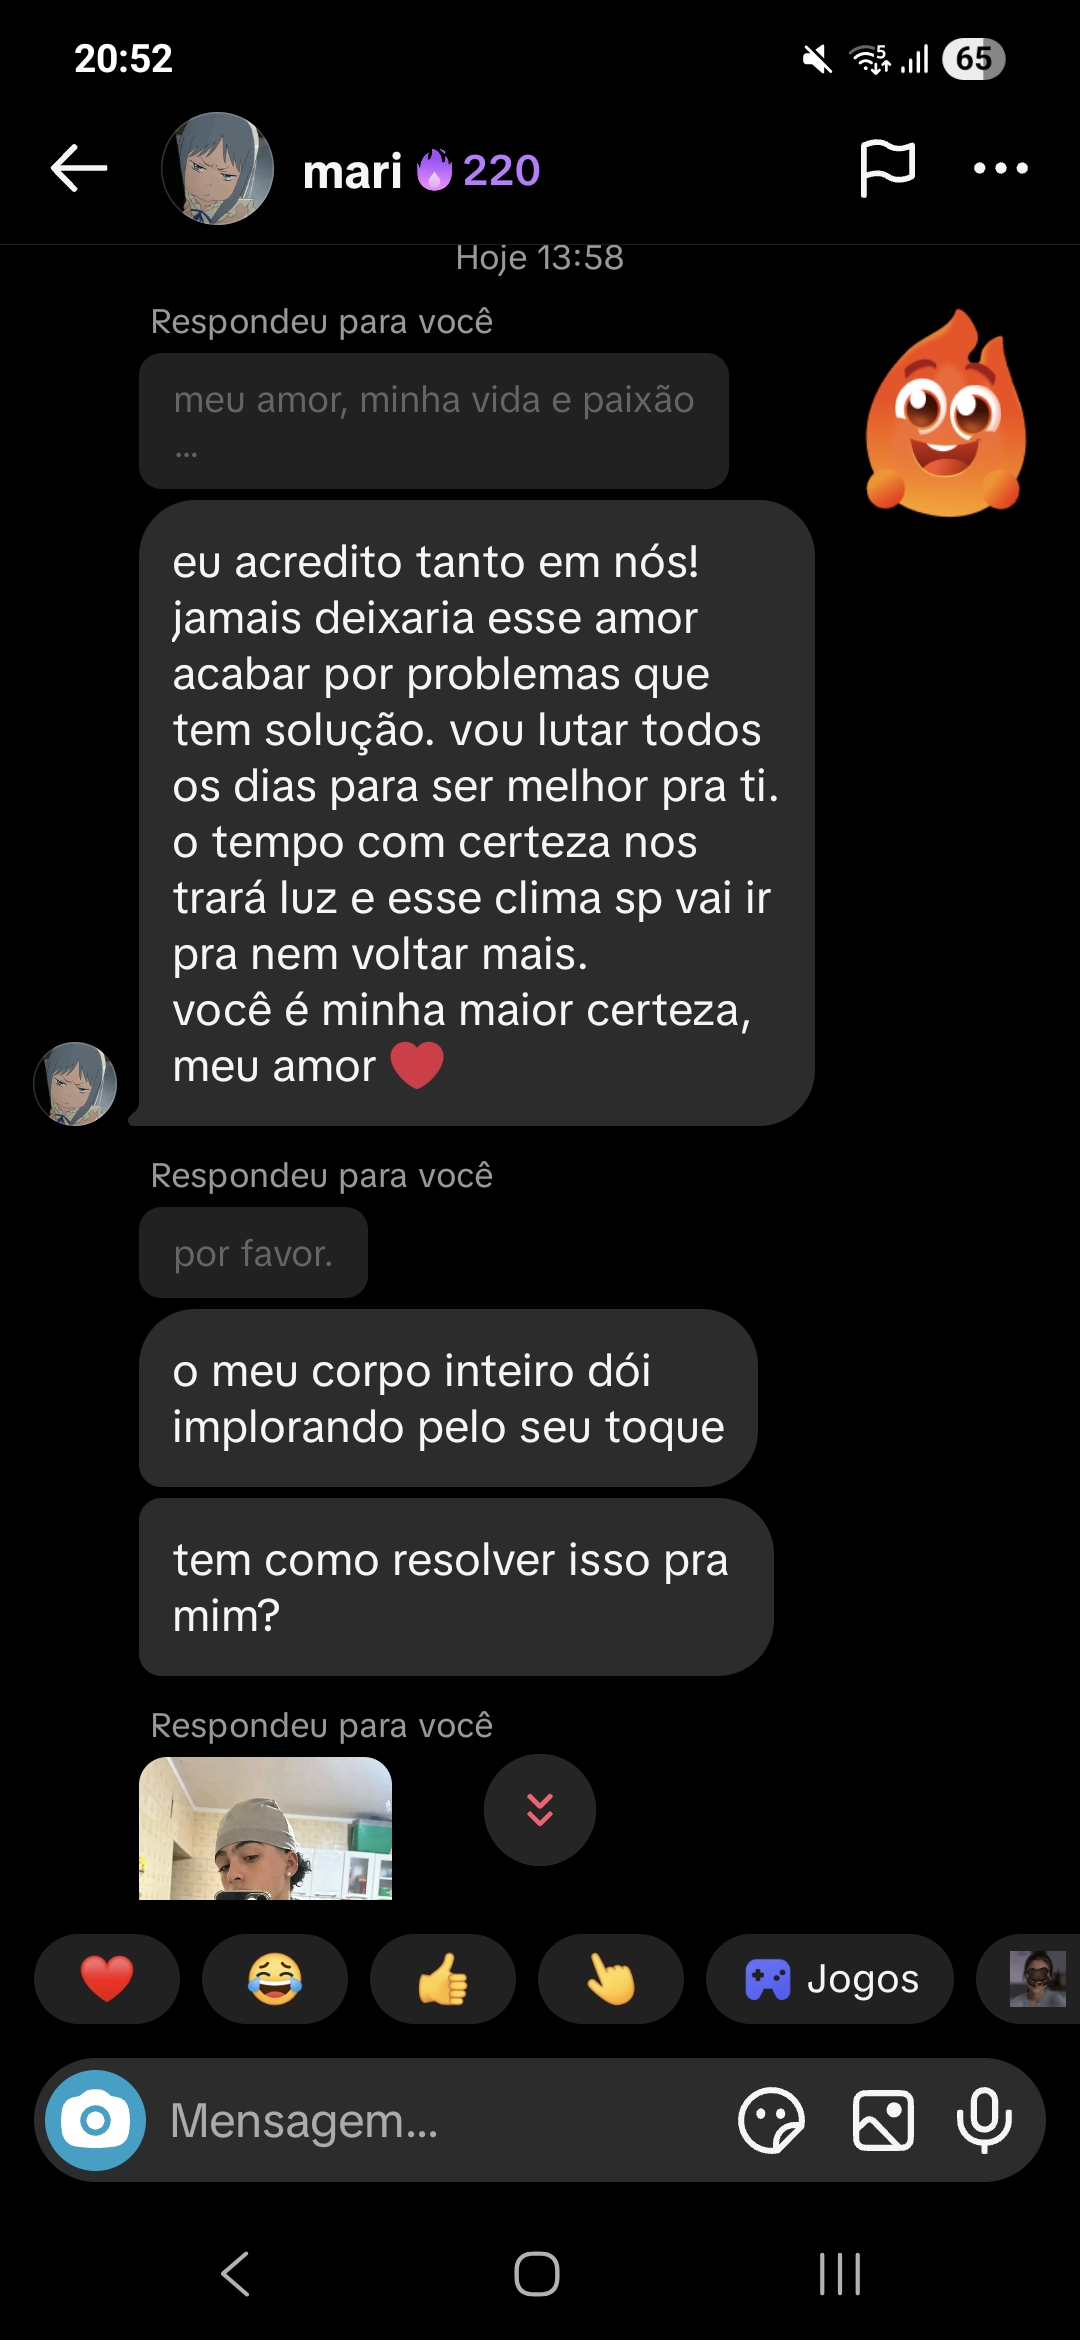 20:52
5
65
mari 220
Hoje 13:58
Respondeu para você
meu amor, minha vida e paixão
...
eu acredito tanto em nós!
jamais deixaria esse amor
acabar por problemas que
tem solução. vou lutar todos
os dias para ser melhor pra ti.
o tempo com certeza nos
trará luz e esse clima sp vai ir
pra nem voltar mais.
você é minha maior certeza,
meu amor ❤️
Respondeu para você
por favor.
o meu corpo inteiro dói
implorando pelo seu toque
tem como resolver isso pra
mim?
Respondeu para você
Jogos
Mensagem...